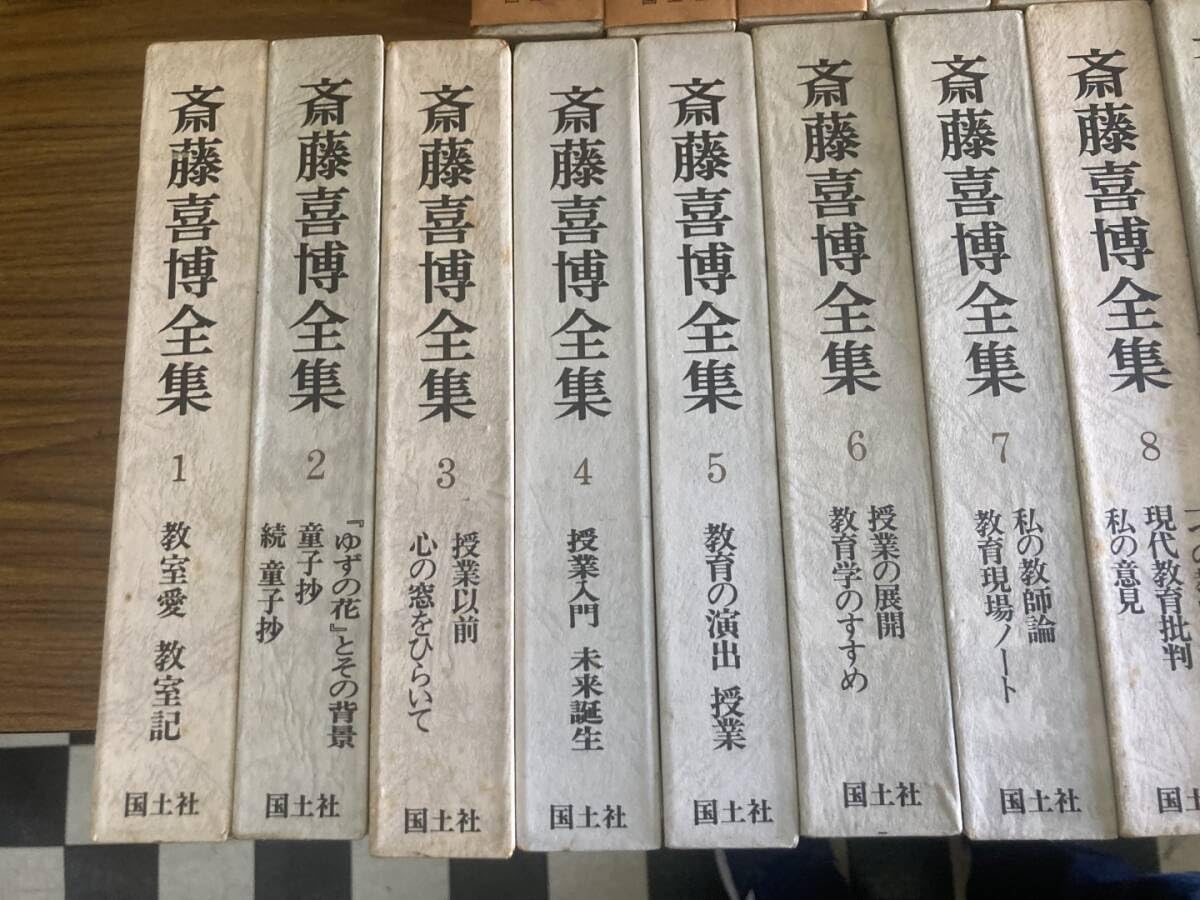 斎藤喜博全集
1
教室愛 教室記
国土社
斎藤喜博全集
2
『ゆずの花』とその背景
童子抄
続 童子抄
国土社
斎藤喜博全集
3
授業以前
心の窓をひらいて
国土社
斎藤喜博全集
4
授業入門 未来誕生
国土社
斎藤喜博全集
5
教育の演出 授業
国土社
斎藤喜博全集
6
授業の展開
教育学のすすめ
国土社
斎藤喜博全集
7
私の教師論
教育現場ノート
国土社
斎藤喜博全集
8
現代教育批判
私の意見
国土